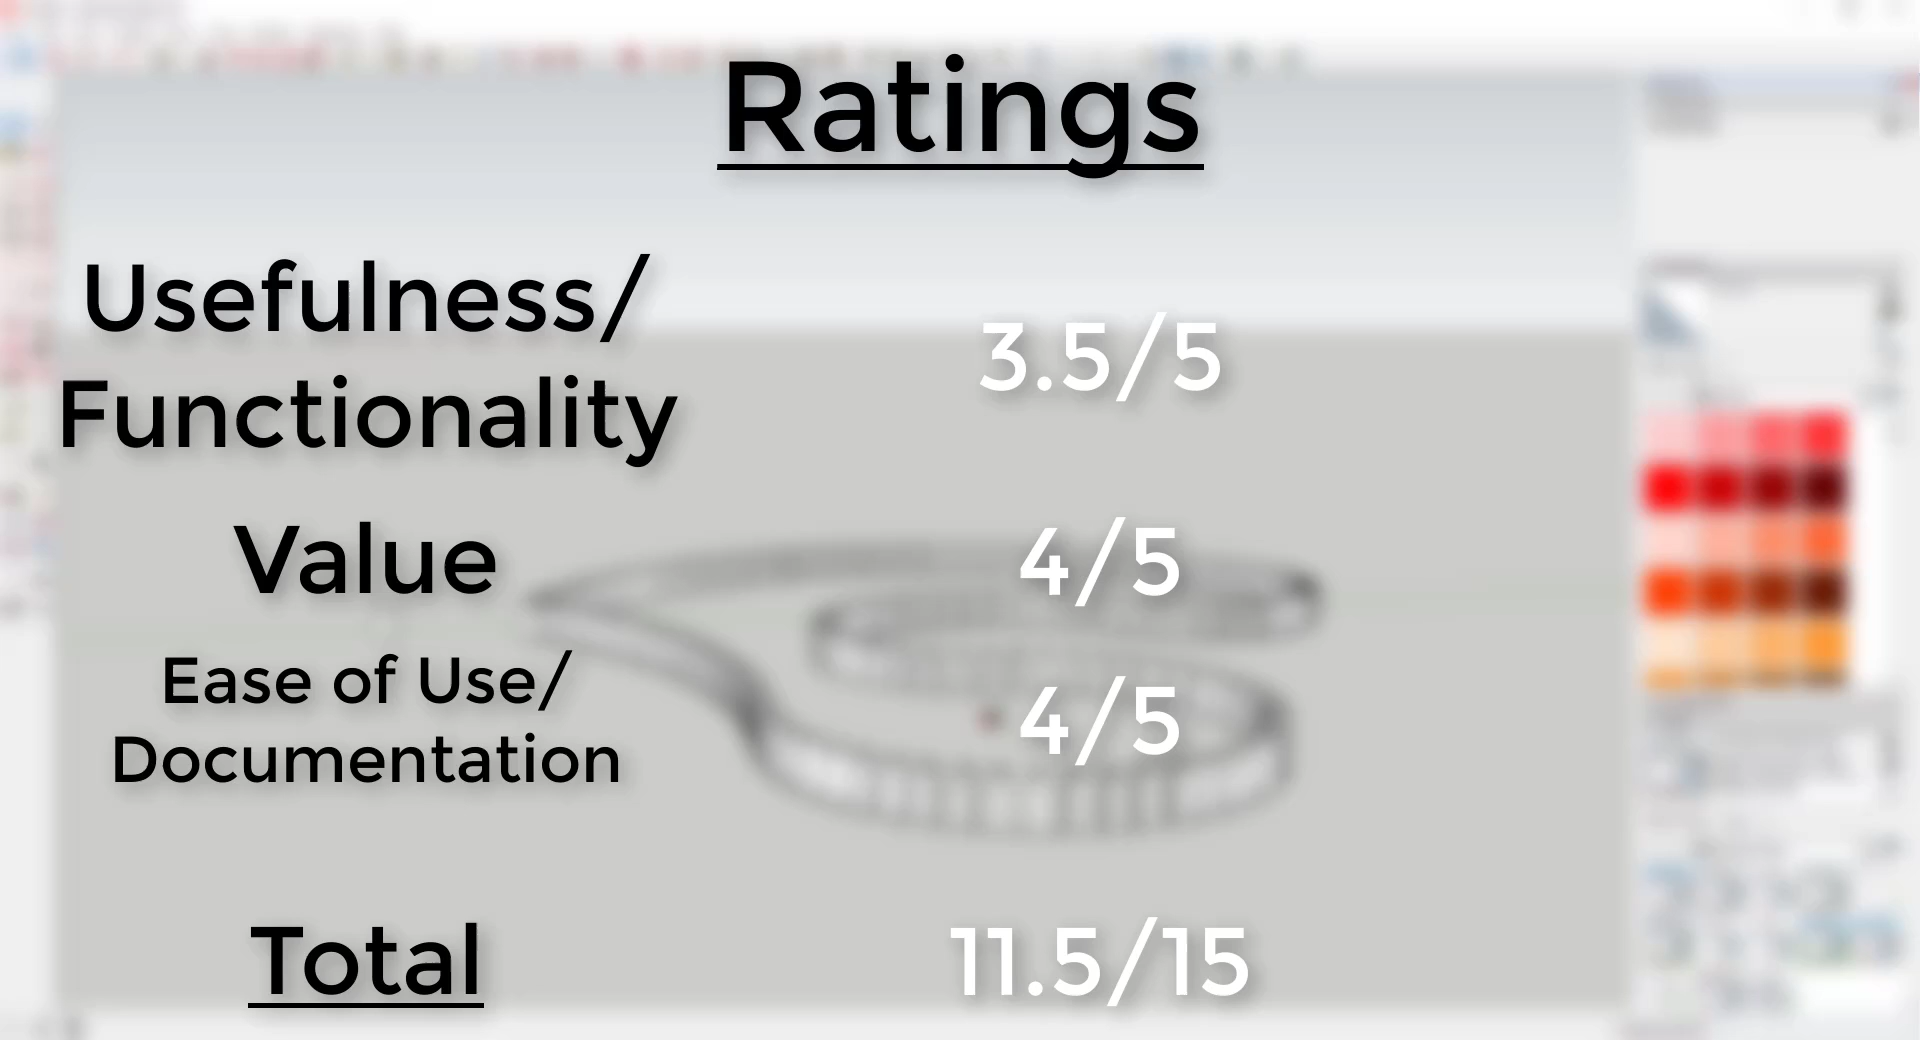 Ratings
Usefulness/
Functionality
3.5/5
Value
4/5
Ease of Use/
Documentation
4/5
Total
11.5/15